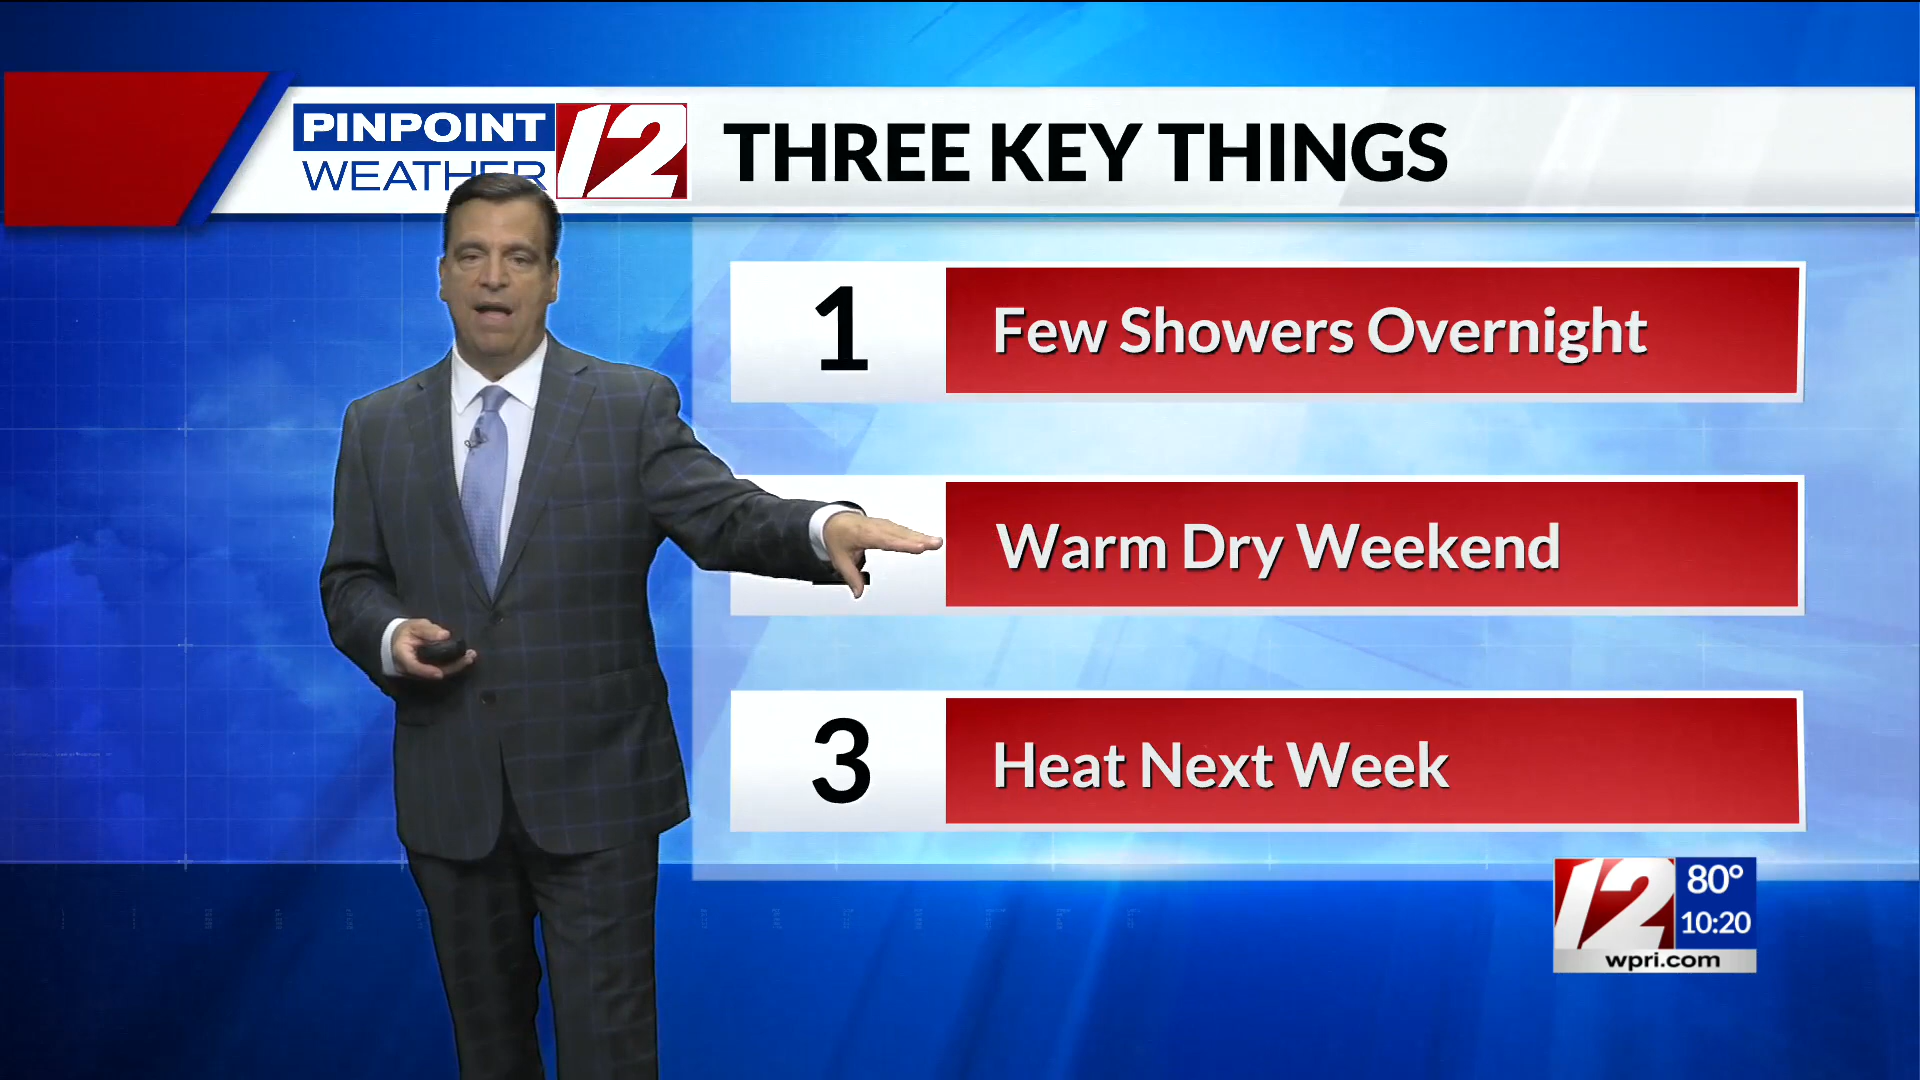 PINPOINT
WEATHER
12
THREE KEY THINGS
1
Few Showers Overnight
Warm Dry Weekend
3
Heat Next Week
12
80°
10:20
wpri.com